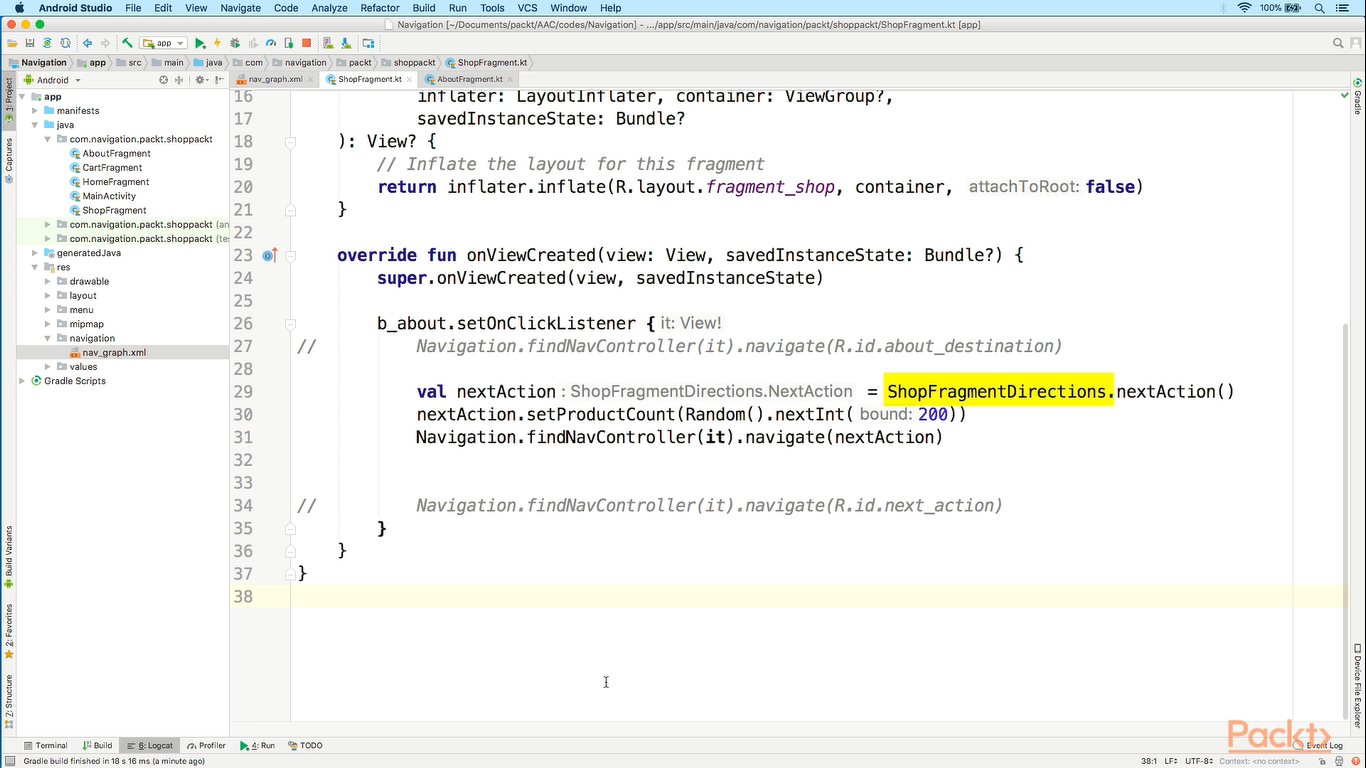 Android Studio File Edit View Navigate Code Analyze Refactor Build Run Tools VCS Window Help 100%
Navigation [~/Documents/packt/AAC/codes/Navigation] - .../app/src/main/java/com/navigation/packt/shoppackt/ShopFragment.kt [app]
app
Navigation app src main java com navigation packt shoppackt ShopFragment.kt
Android nav_graph.xml ShopFragment.kt AboutFragment.kt
1: Project
Captures
Build Variants
2: Favorites
Z: Structure
app
manifests
java
com.navigation.packt.shoppackt
AboutFragment
CartFragment
HomeFragment
MainActivity
ShopFragment
com.navigation.packt.shoppackt (an
com.navigation.packt.shoppackt (te
generatedJava
res
drawable
layout
menu
mipmap
navigation
nav_graph.xml
values
Gradle Scripts
16 inflater: LayoutInflater, container: ViewGroup?,
17 savedInstanceState: Bundle?
18 ): View? {
19 // Inflate the layout for this fragment
20 return inflater.inflate(R.layout.fragment_shop, container, attachToRoot: false)
21 }
22
23 override fun onViewCreated(view: View, savedInstanceState: Bundle?) {
24 super.onViewCreated(view, savedInstanceState)
25
26 b_about.setOnClickListener { it: View!
27 // Navigation.findNavController(it).navigate(R.id.about_destination)
28
29 val nextAction : ShopFragmentDirections.NextAction = ShopFragmentDirections.nextAction()
30 nextAction.setProductCount(Random().nextInt( bound: 200))
31 Navigation.findNavController(it).navigate(nextAction)
32
33
34 // Navigation.findNavController(it).navigate(R.id.next_action)
35 }
36 }
37 }
38
Gradle
Device File Explorer
Packt>
Terminal Build 6: Logcat Profiler 4: Run TODO Event Log
Gradle build finished in 18 s 16 ms (a minute ago) 38:1 LF÷ UTF-8÷ Context: <no context>